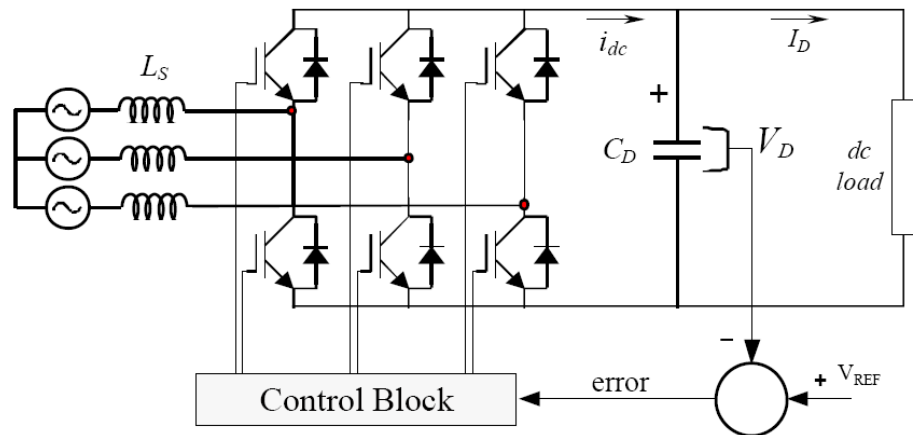 i_dc
I_D
L_S
+
C_D
V_D
dc
load
−
+ V_REF
error
Control Block